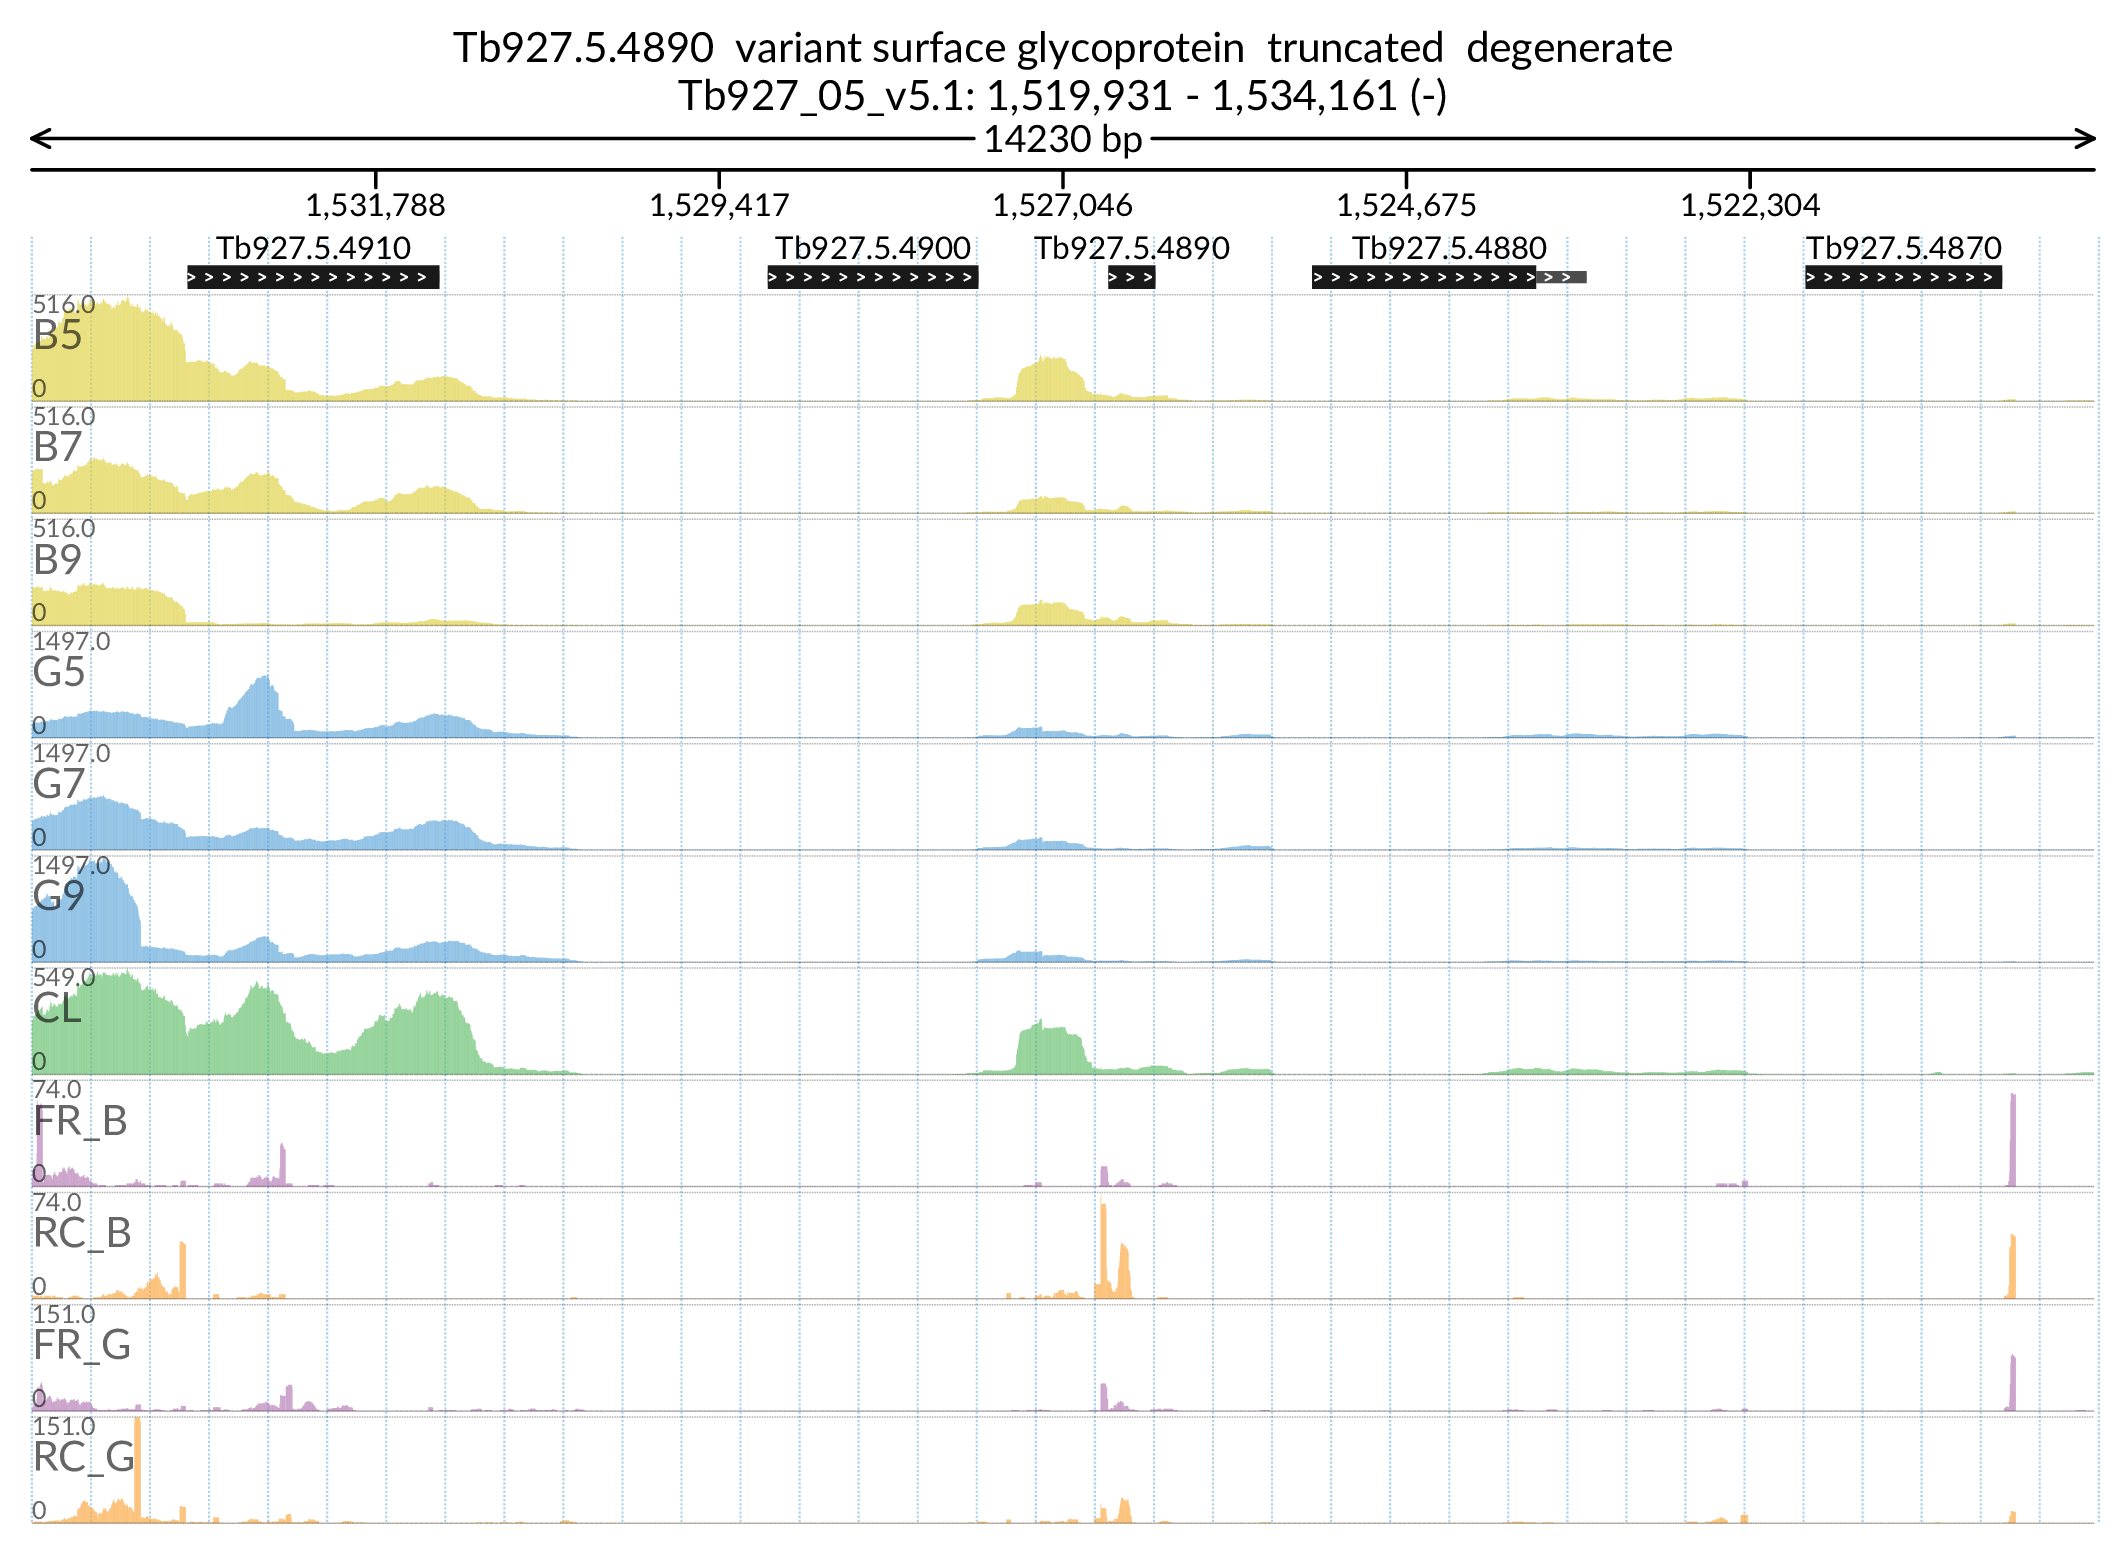 Tb927.5.4890 variant surface glycoprotein truncated degenerate
Tb927_05_v5.1: 1,519,931 - 1,534,161 (-)
14230 bp
1,531,788 1,529,417 1,527,046 1,524,675 1,522,304
Tb927.5.4910 Tb927.5.4900 Tb927.5.4890 Tb927.5.4880 Tb927.5.4870
516.0
B5
0
516.0
B7
0
516.0
B9
0
1497.0
G5
0
1497.0
G7
0
1497.0
G9
0
549.0
CL
0
74.0
FR_B
0
74.0
RC_B
0
151.0
FR_G
0
151.0
RC_G
0